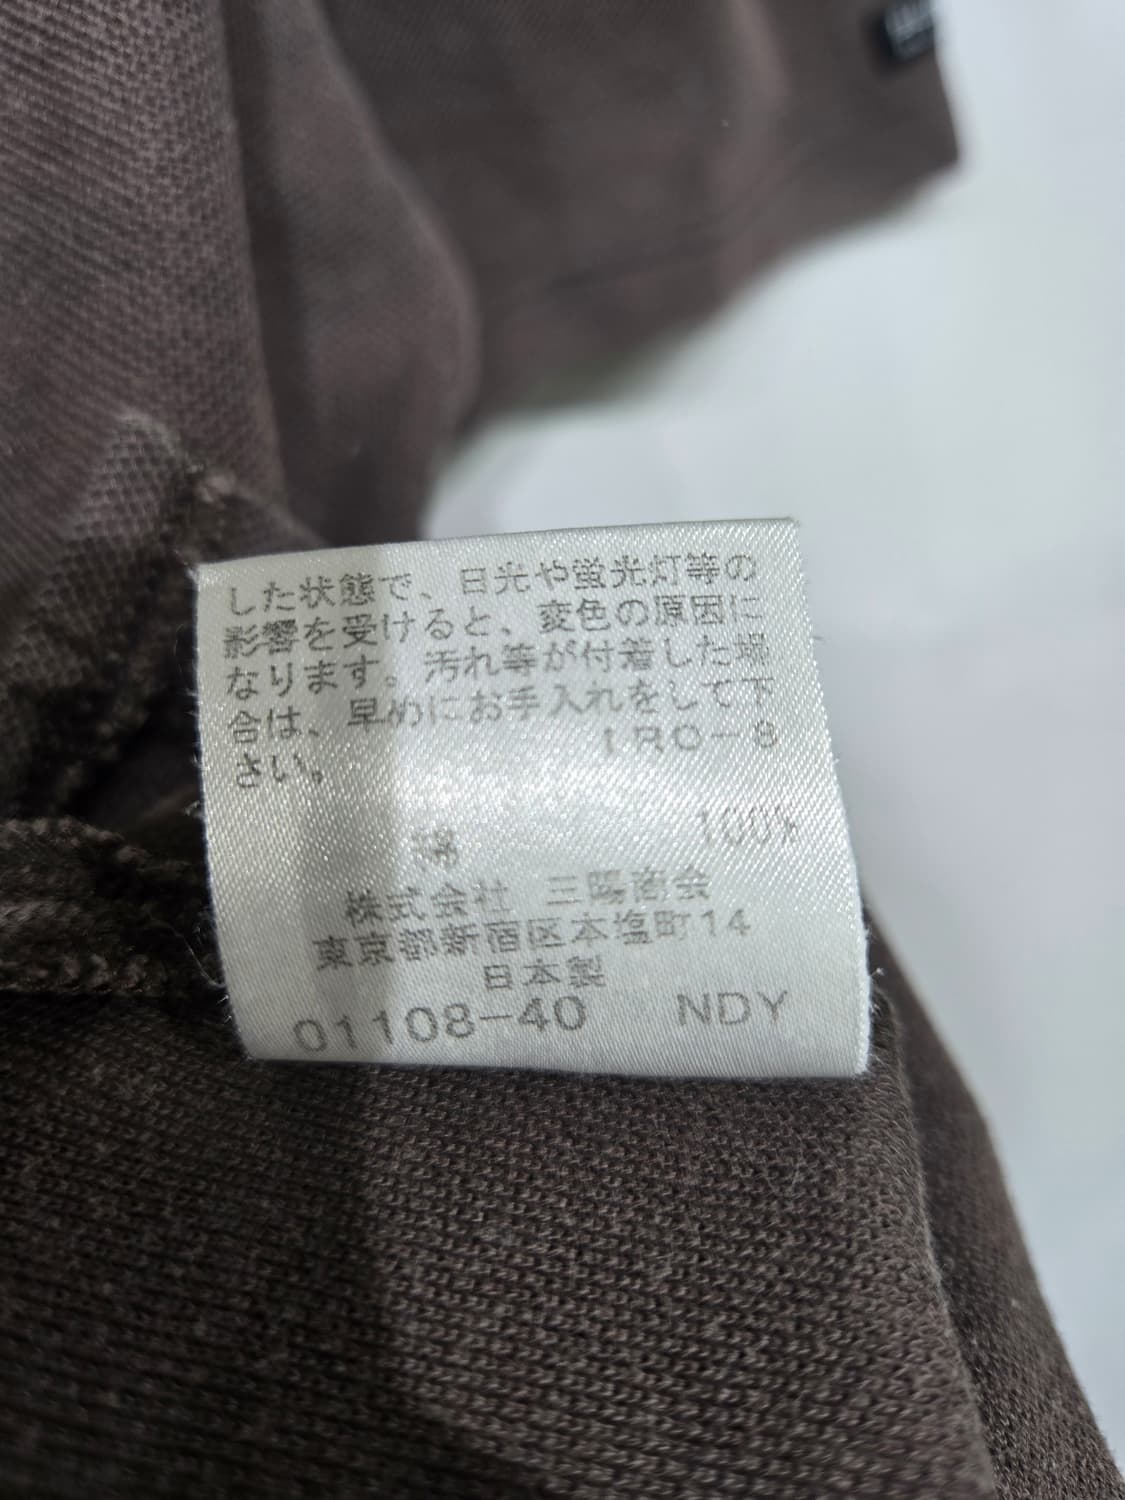 した状態で、日光や蛍光灯等の
影響を受けると、変色の原因に
なります。汚れ等が付着した場
合は、早めにお手入れをして下
さい。 IRO-8
綿 100%
株式会社 三陽商会
東京都新宿区本塩町14
日本製
01108-40 NDY